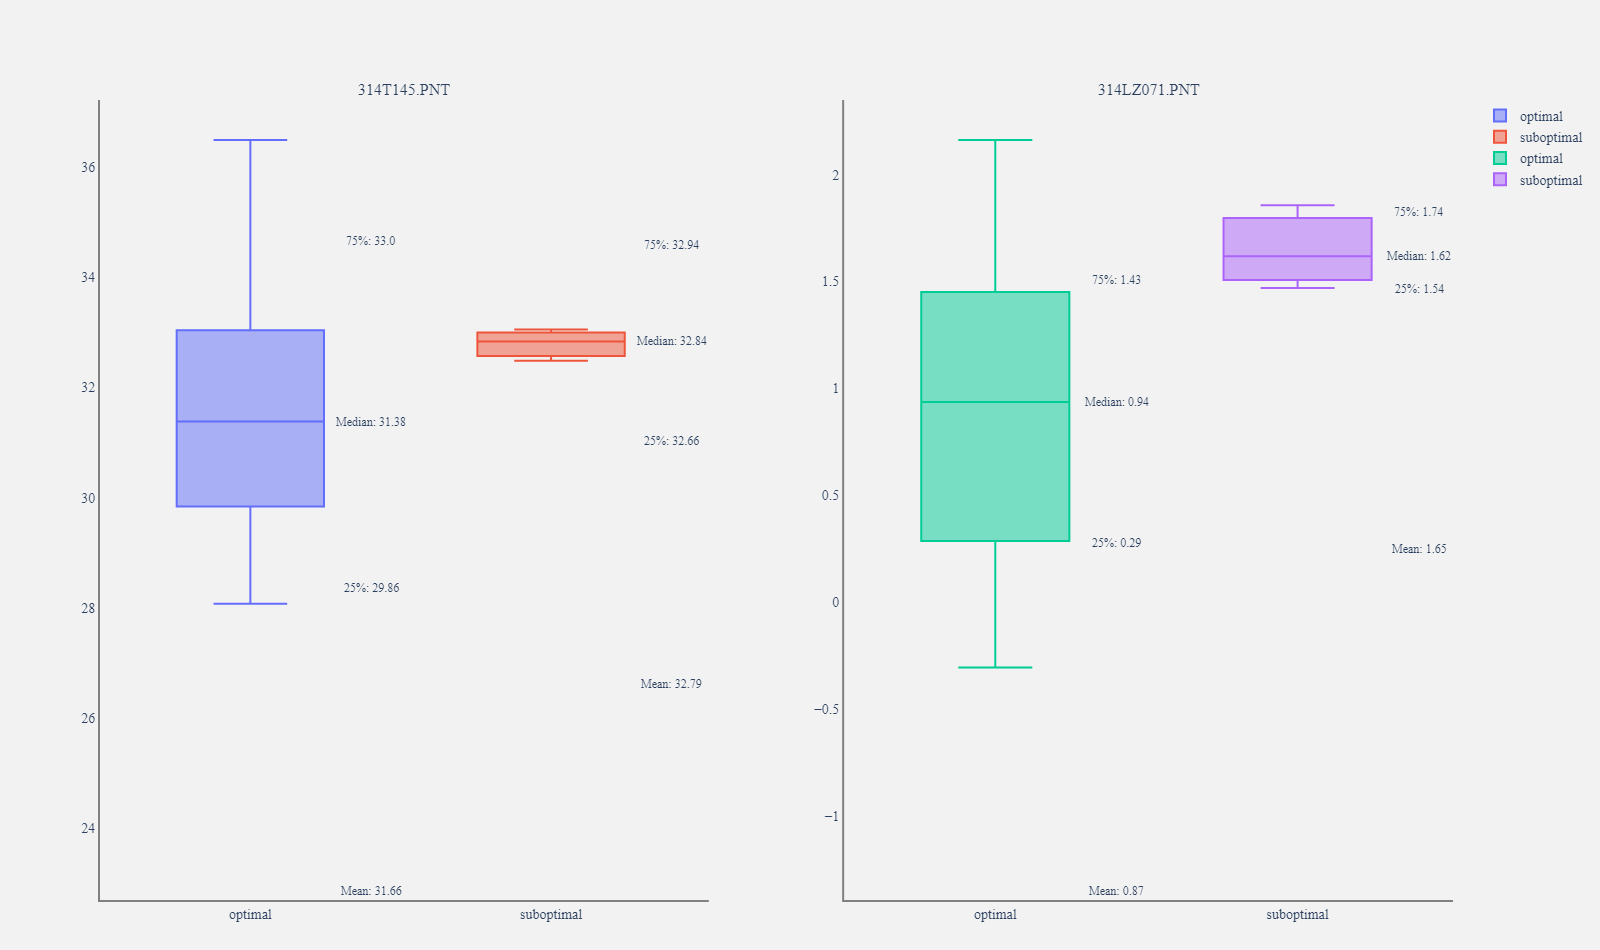 314T145.PNT
36
34
32
30
28
26
24
75%: 33.0
Median: 31.38
25%: 29.86
Mean: 31.66
75%: 32.94
Median: 32.84
25%: 32.66
Mean: 32.79
optimal
suboptimal
314LZ071.PNT
2
1.5
1
0.5
0
−0.5
−1
75%: 1.43
Median: 0.94
25%: 0.29
Mean: 0.87
75%: 1.74
Median: 1.62
25%: 1.54
Mean: 1.65
optimal
suboptimal
optimal
suboptimal
optimal
suboptimal